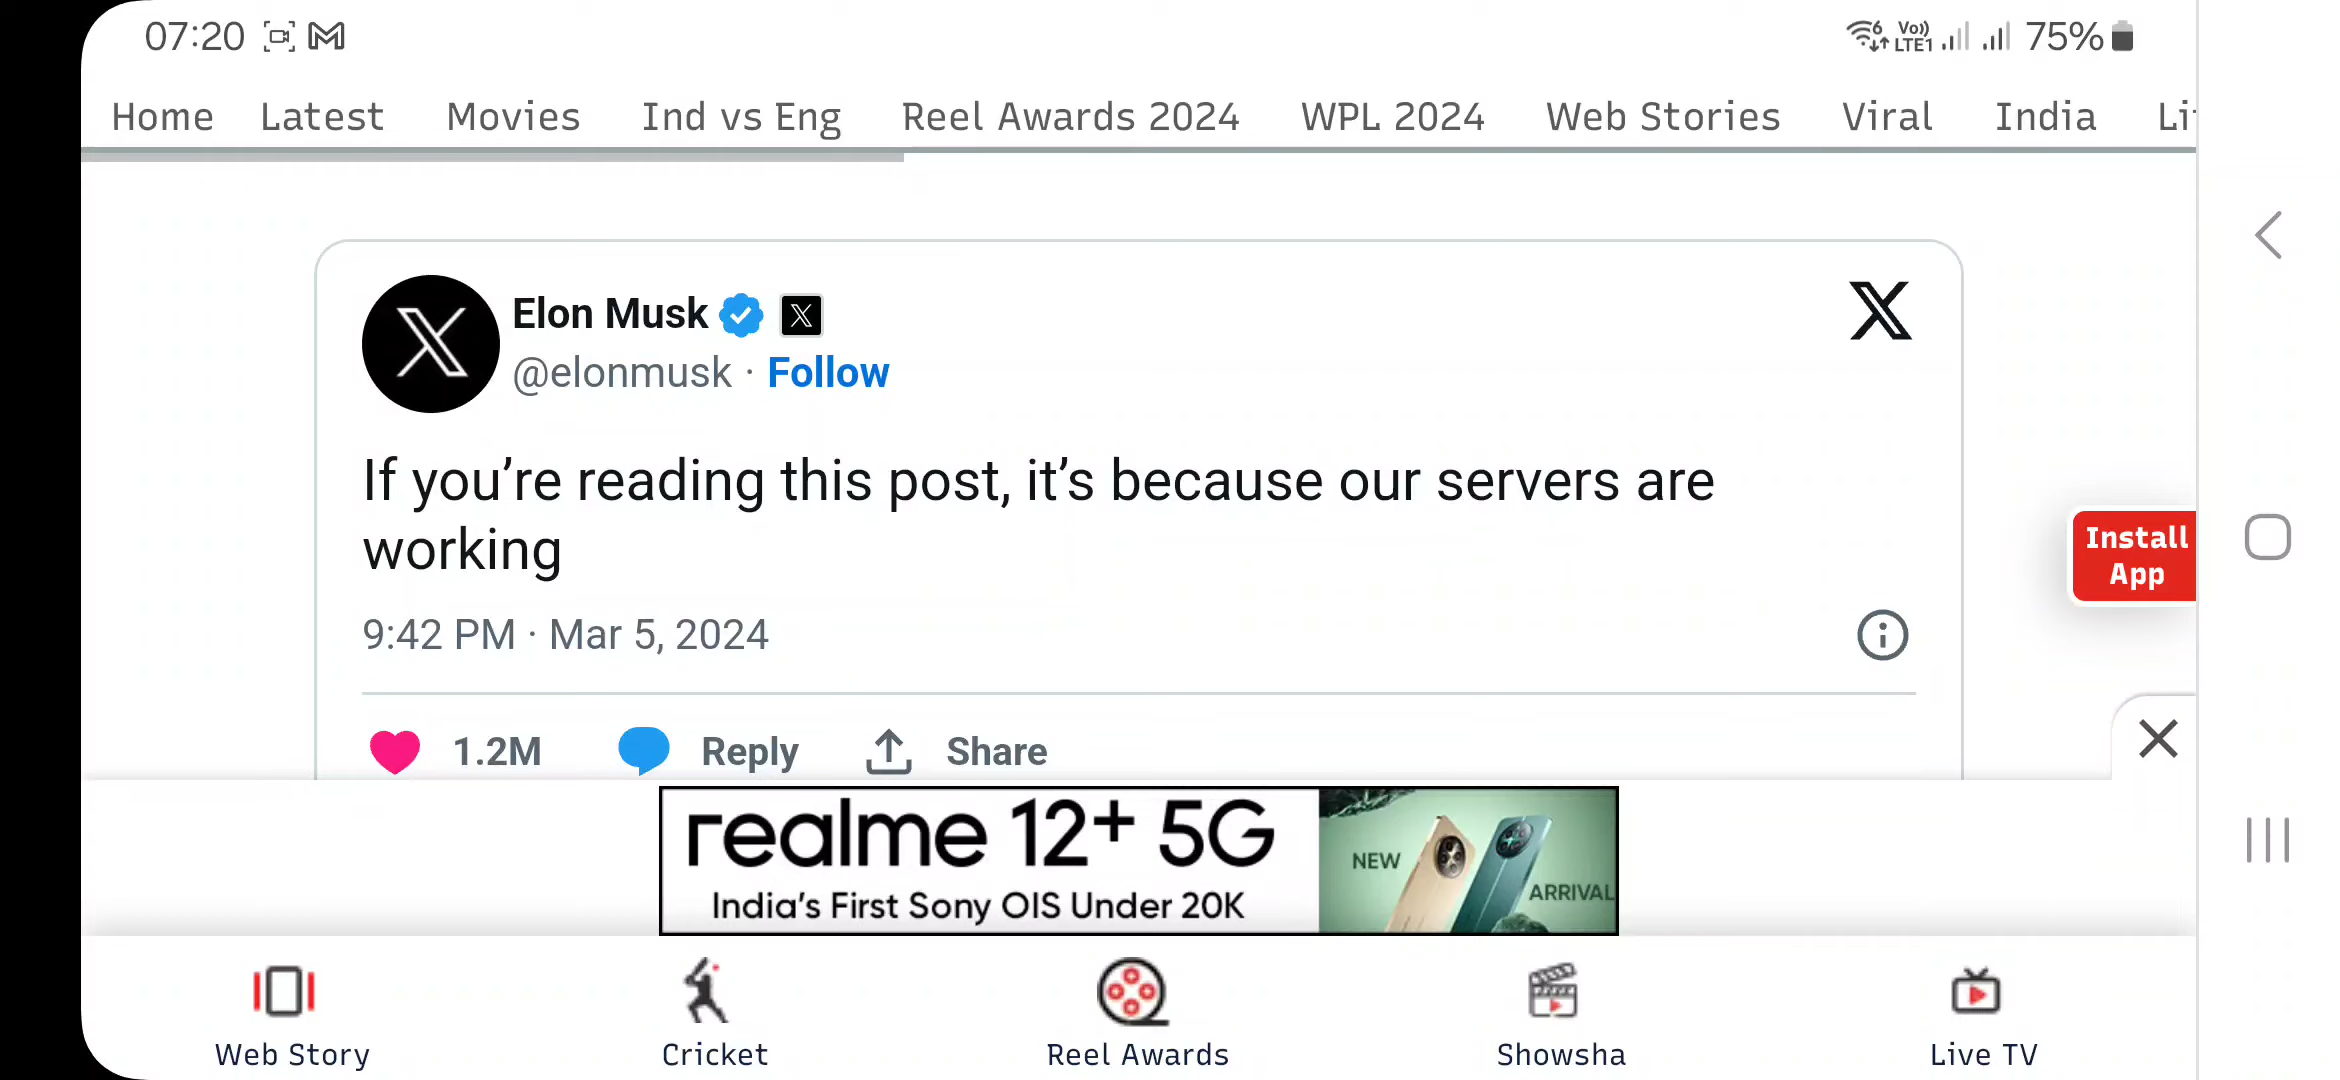 07:20 6 Vo)) LTE1 75%
Home Latest Movies Ind vs Eng Reel Awards 2024 WPL 2024 Web Stories Viral India
Elon Musk
@elonmusk · Follow
If you’re reading this post, it’s because our servers are
working
9:42 PM · Mar 5, 2024
1.2M Reply Share
Install
App
realme 12+ 5G
India’s First Sony OIS Under 20K
NEW
ARRIVAL
Web Story Cricket Reel Awards Showsha Live TV